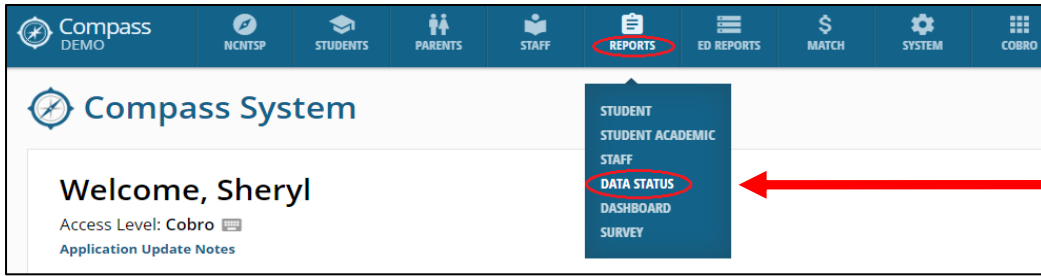 Compass
DEMO
NCNTSP
STUDENTS
PARENTS
STAFF
REPORTS
ED REPORTS
MATCH
SYSTEM
COBRO
Compass System
STUDENT
STUDENT ACADEMIC
STAFF
DATA STATUS
DASHBOARD
SURVEY
Welcome, Sheryl
Access Level: Cobro
Application Update Notes